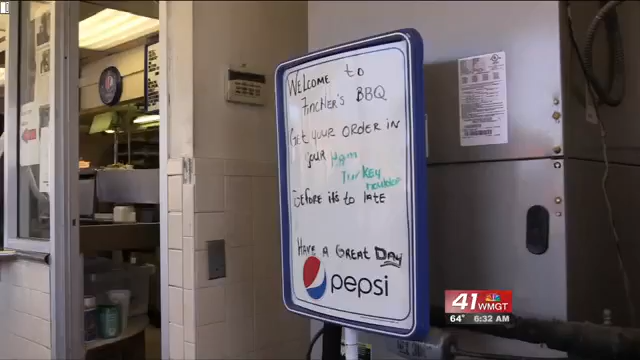 WELCOME to
FINCHER'S BBQ
GET YOUR ORDER IN
YOUR HAM
TURKEY
BEFORE it's to LATE
HAVE A GREAT DAY
pepsi
41 WMGT
64° 6:32 AM